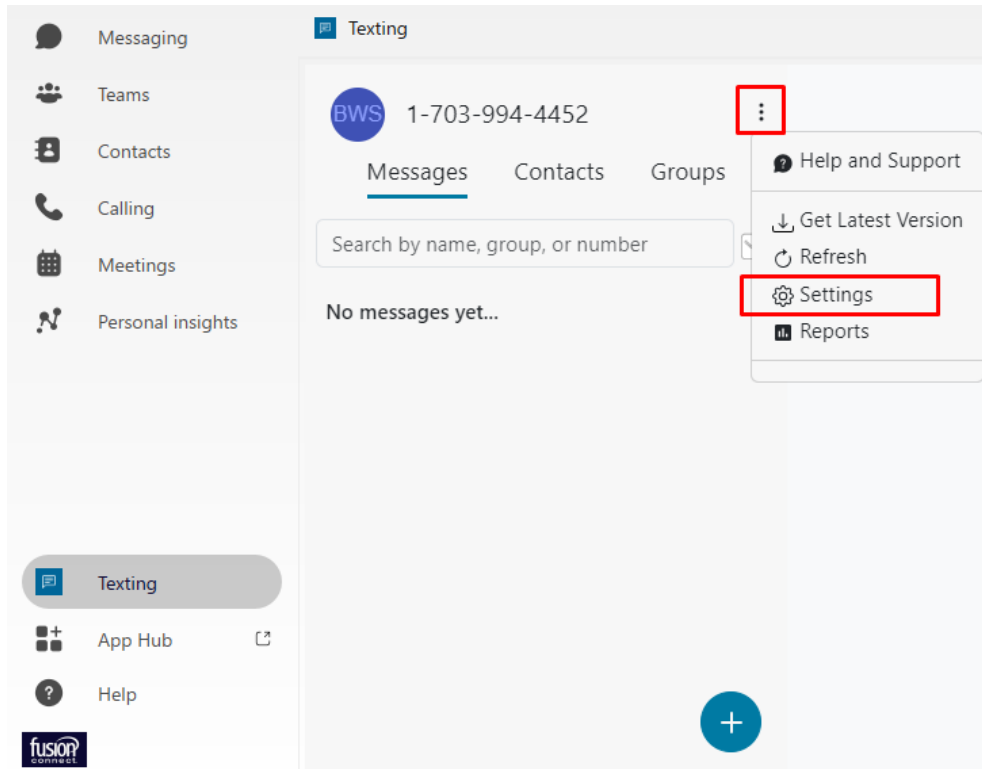 Messaging
Teams
Contacts
Calling
Meetings
Personal insights
Texting
App Hub
Help
fusion
connect
Texting
BWS 1-703-994-4452
Messages Contacts Groups
Search by name, group, or number
No messages yet...
Help and Support
Get Latest Version
Refresh
Settings
Reports